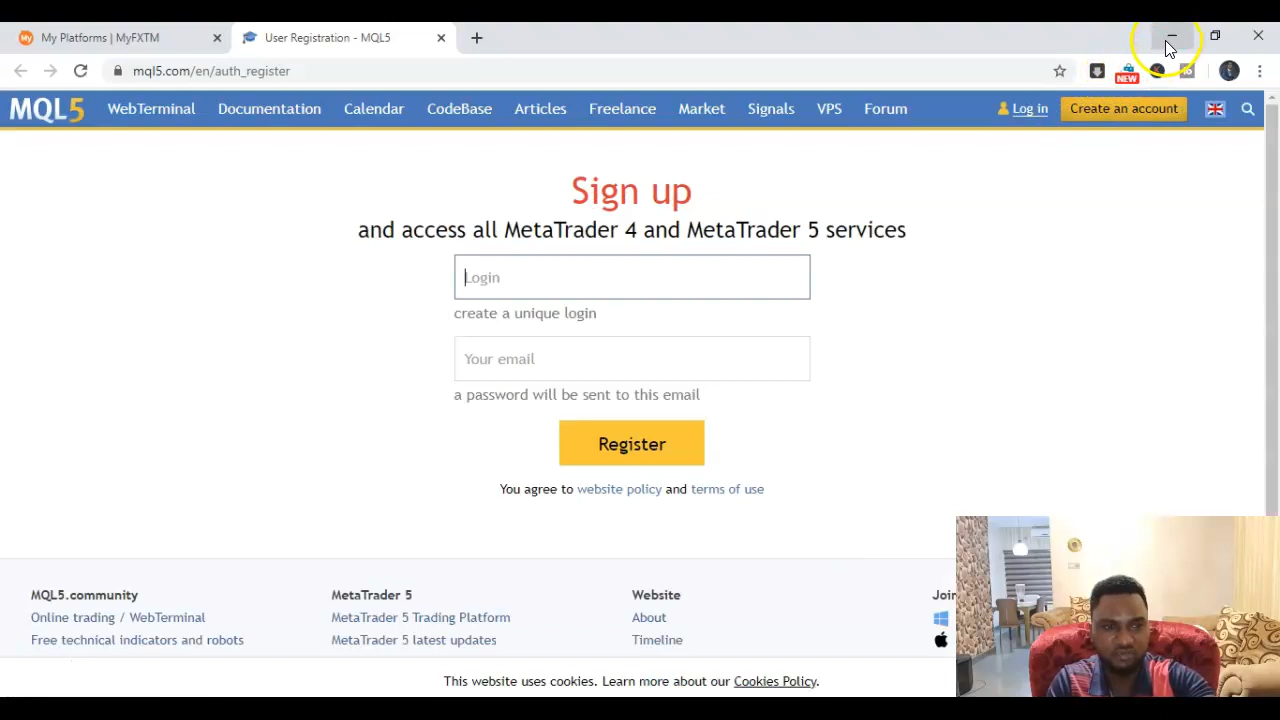 My Platforms | MyFXTM
User Registration - MQL5
mql5.com/en/auth_register
NEW
MQL5 WebTerminal Documentation Calendar CodeBase Articles Freelance Market Signals VPS Forum Log in Create an account
Sign up
and access all MetaTrader 4 and MetaTrader 5 services
Login
create a unique login
Your email
a password will be sent to this email
Register
You agree to website policy and terms of use
MQL5.community
Online trading / WebTerminal
Free technical indicators and robots
MetaTrader 5
MetaTrader 5 Trading Platform
MetaTrader 5 latest updates
Website
About
Timeline
This website uses cookies. Learn more about our Cookies Policy.